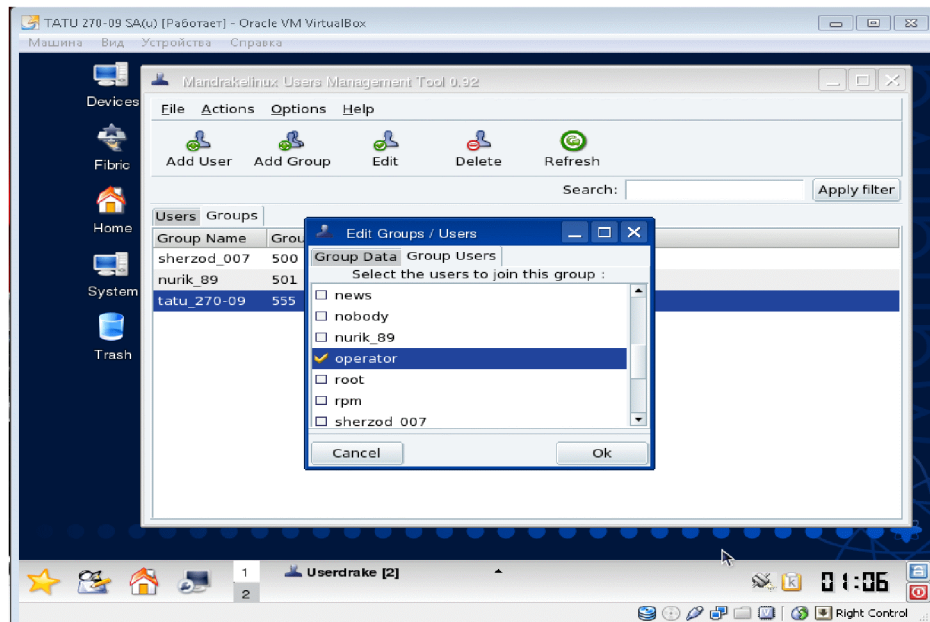 TATU 270-09 SA(u) [Работает] - Oracle VM VirtualBox
Машина Вид Устройства Справка
Devices
Fibric
Home
System
Trash
Mandrakelinux Users Management Tool 0.92
File Actions Options Help
Add User Add Group Edit Delete Refresh
Search: Apply filter
Users Groups
Group Name Grou
sherzod_007 500
nurik_89 501
tatu_270-09 555
Edit Groups / Users
Group Data Group Users
Select the users to join this group :
news
nobody
nurik_89
operator
root
rpm
sherzod_007
Cancel Ok
1
2
Userdrake [2]
01:06
Right Control